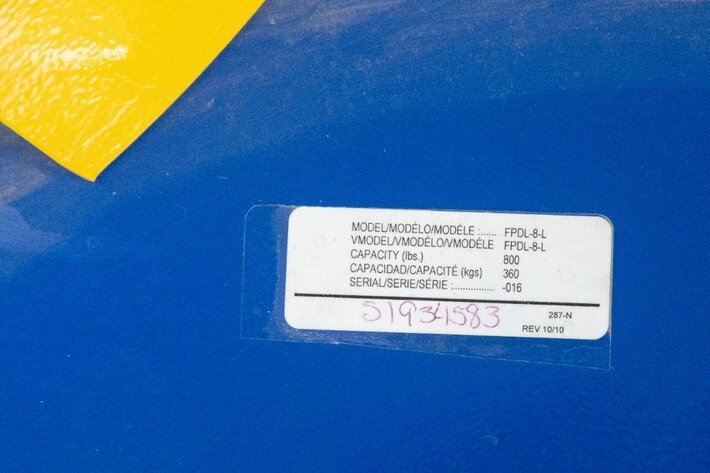 MODEL/MODÉLO/MODÈLE :...... FPDL-8-L
VMODEL/VMODÉLO/VMODÈLE FPDL-8-L
CAPACITY (lbs.) 800
CAPACIDAD/CAPACITÉ (kgs) 360
SERIAL/SERIE/SÉRIE :................ -016
51934583
287-N
REV 10/10